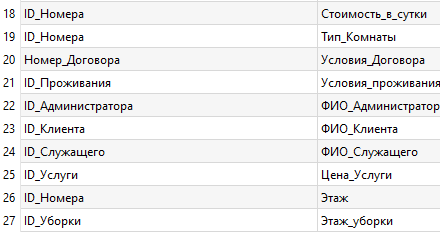 18 ID_Номера Стоимость_в_сутки
19 ID_Номера Тип_Комнаты
20 Номер_Договора Условия_Договора
21 ID_Проживания Условия_проживания
22 ID_Администратора ФИО_Администратор
23 ID_Клиента ФИО_Клиента
24 ID_Служащего ФИО_Служащего
25 ID_Услуги Цена_Услуги
26 ID_Номера Этаж
27 ID_Уборки Этаж_уборки